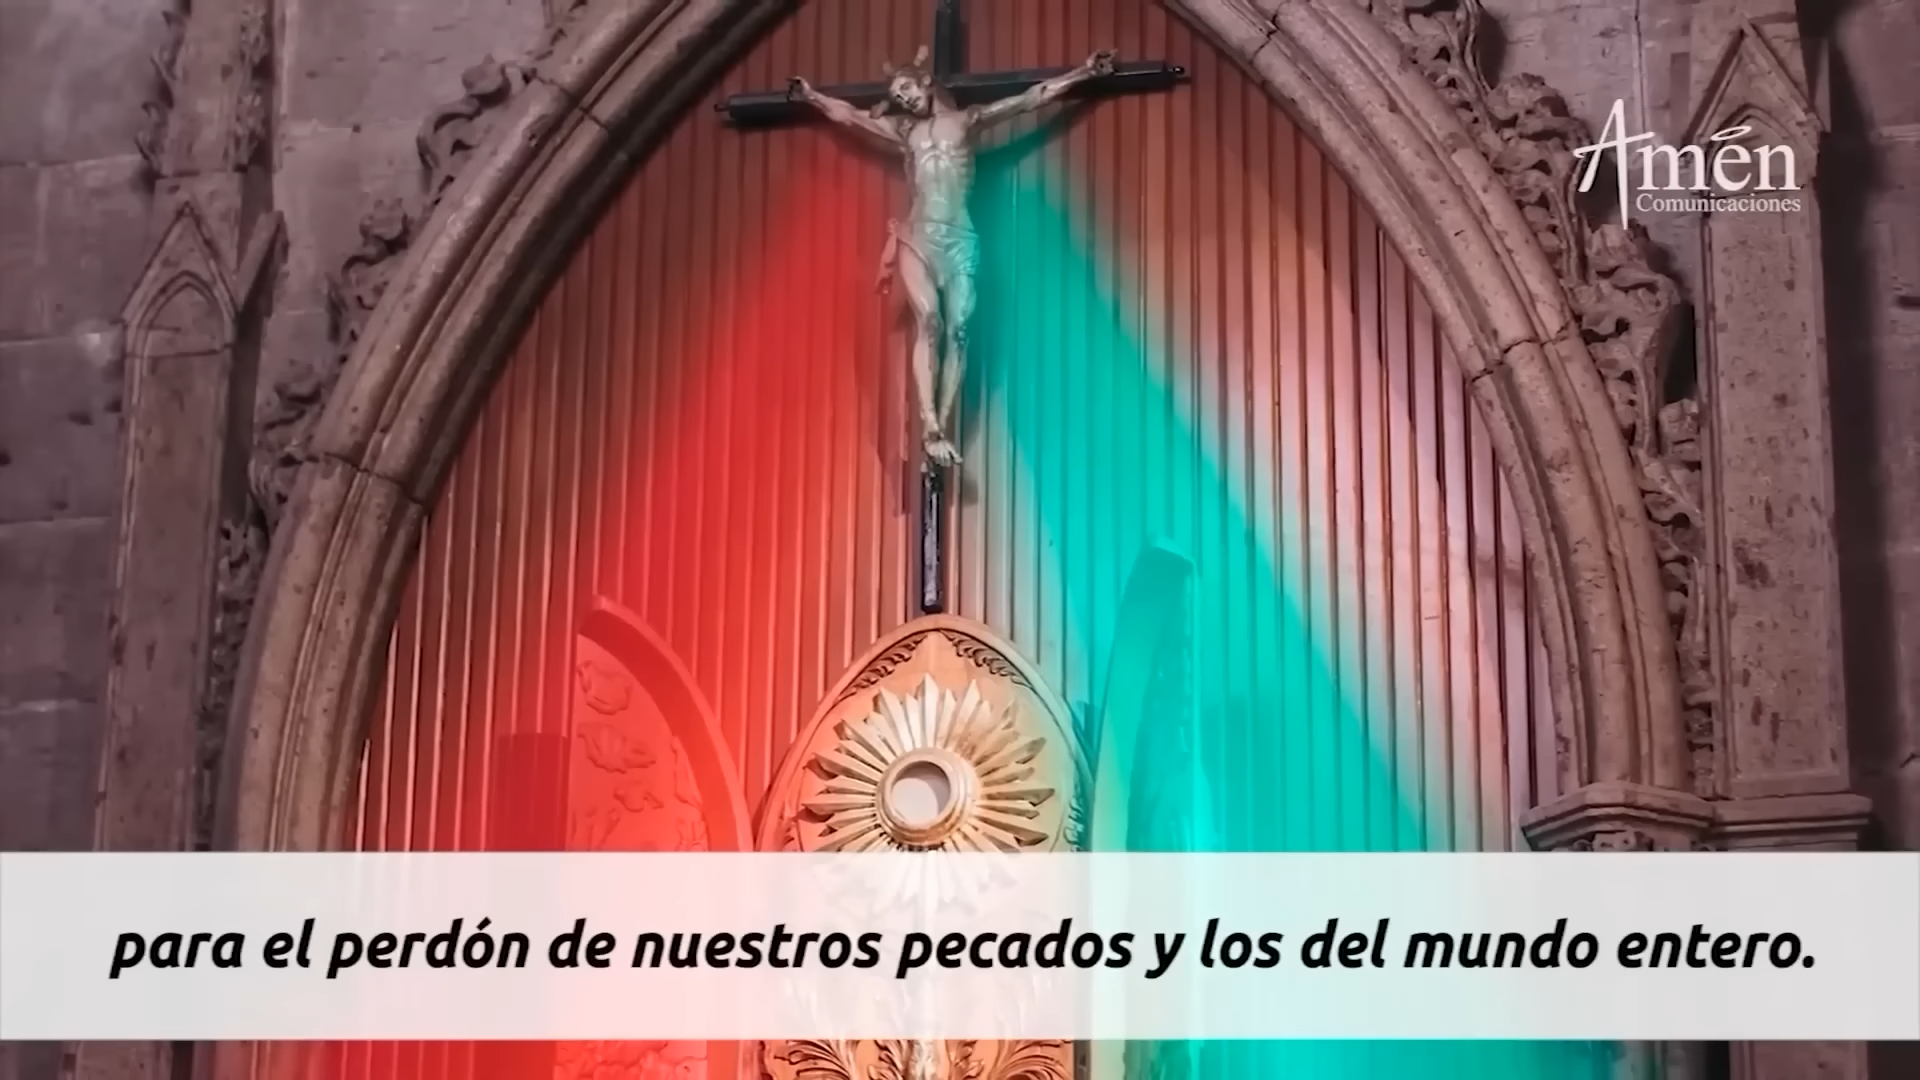 Amén
Comunicaciones
para el perdón de nuestros pecados y los del mundo entero.